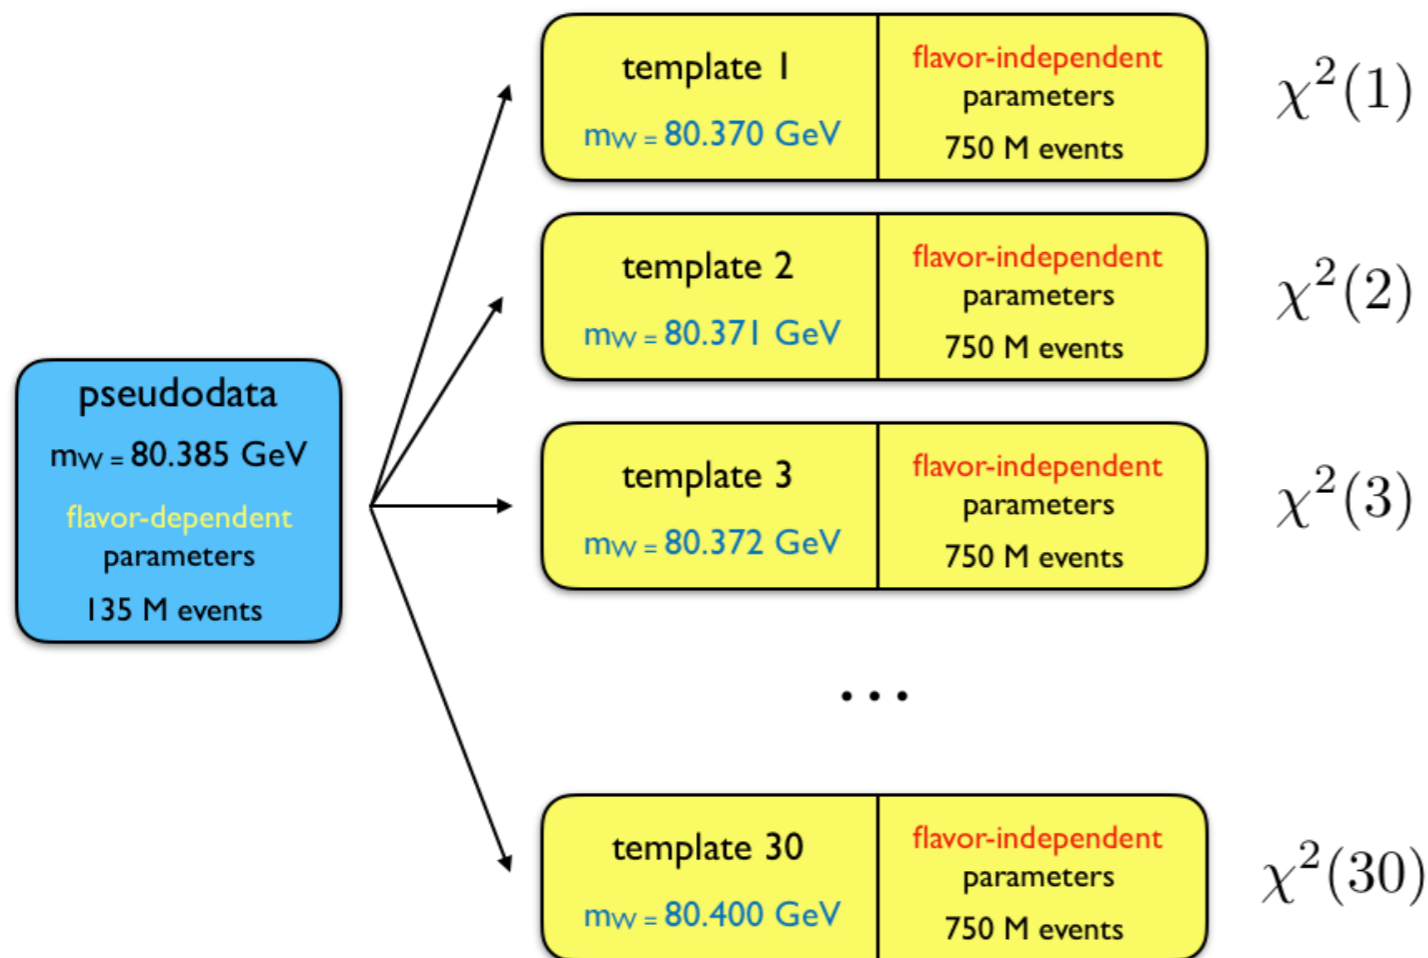 template 1
mW = 80.370 GeV
flavor-independent
parameters
750 M events
χ²(1)
template 2
mW = 80.371 GeV
flavor-independent
parameters
750 M events
χ²(2)
pseudodata
mW = 80.385 GeV
flavor-dependent
parameters
135 M events
template 3
mW = 80.372 GeV
flavor-independent
parameters
750 M events
χ²(3)
...
template 30
mW = 80.400 GeV
flavor-independent
parameters
750 M events
χ²(30)